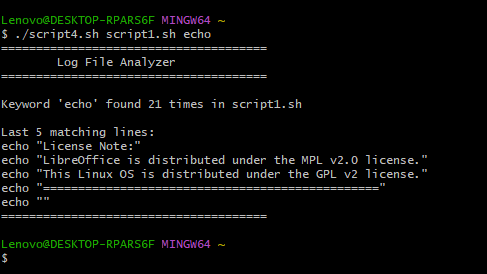 Lenovo@DESKTOP-RPARS6F MINGW64 ~
$ ./script4.sh script1.sh echo
======================================
        Log File Analyzer
======================================
Keyword 'echo' found 21 times in script1.sh
Last 5 matching lines:
echo "License Note:"
echo "LibreOffice is distributed under the MPL v2.0 license."
echo "This Linux OS is distributed under the GPL v2 license."
echo "================================================"
echo ""
======================================
Lenovo@DESKTOP-RPARS6F MINGW64 ~
$